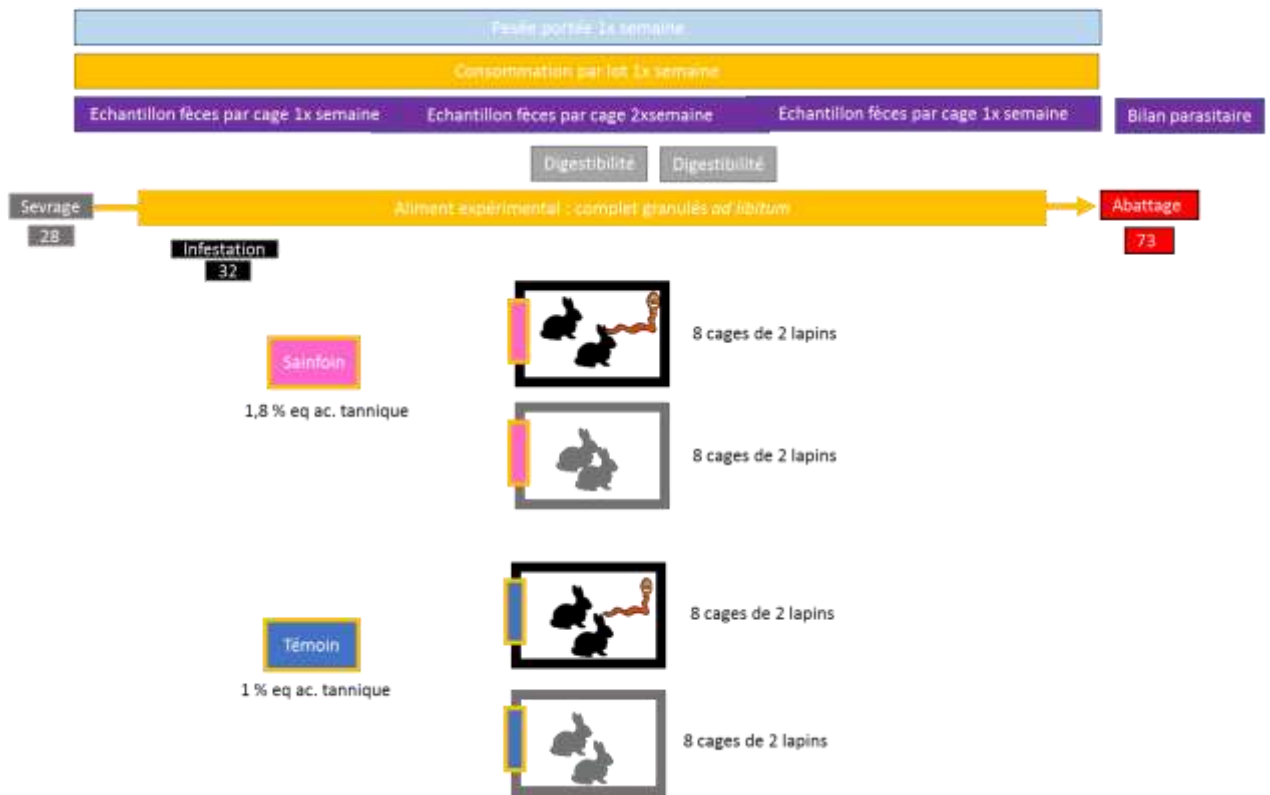 Pesée portée 1x semaine
Consommation par lot 1x semaine
Echantillon fèces par cage 1x semaine
Echantillon fèces par cage 2xsemaine
Echantillon fèces par cage 1x semaine
Bilan parasitaire
Digestibilité
Digestibilité
Sevrage
Aliment expérimental : complet granulés ad libitum
Abattage
28
73
Infestation
32
8 cages de 2 lapins
Sainfoin
1,8 % eq ac. tannique
8 cages de 2 lapins
8 cages de 2 lapins
Témoin
1 % eq ac. tannique
8 cages de 2 lapins